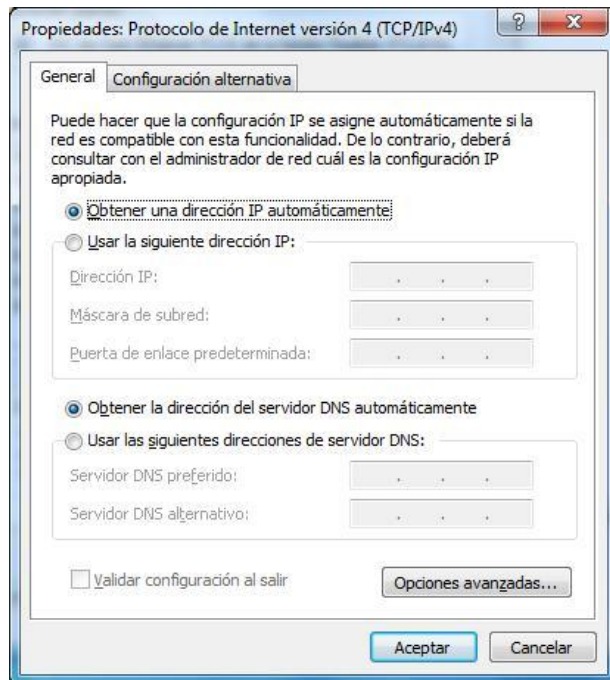 Propiedades: Protocolo de Internet versión 4 (TCP/IPv4)
General
Configuración alternativa
Puede hacer que la configuración IP se asigne automáticamente si la
red es compatible con esta funcionalidad. De lo contrario, deberá
consultar con el administrador de red cuál es la configuración IP
apropiada.
Obtener una dirección IP automáticamente
Usar la siguiente dirección IP:
Dirección IP:
Máscara de subred:
Puerta de enlace predeterminada:
Obtener la dirección del servidor DNS automáticamente
Usar las siguientes direcciones de servidor DNS:
Servidor DNS preferido:
Servidor DNS alternativo:
Validar configuración al salir
Opciones avanzadas...
Aceptar
Cancelar